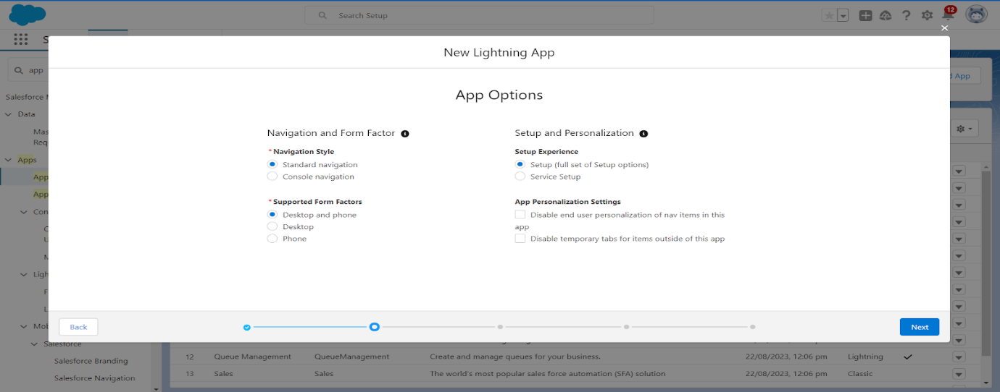 Search Setup
12
S
New Lightning App
app
App
App Options
Salesforce
Data
Navigation and Form Factor
Setup and Personalization
Mas
Req
* Navigation Style
Setup Experience
Apps
Standard navigation
Setup (full set of Setup options)
App
Console navigation
Service Setup
App
* Supported Form Factors
App Personalization Settings
Con
Desktop and phone
Disable end user personalization of nav items in this
app
C
Desktop
U
Phone
Disable temporary tabs for items outside of this app
M
Ligh
F
L
Mob
Back
Next
Salesforce
Salesforce Branding
12 Queue Management QueueManagement Create and manage queues for your business. 22/08/2023, 12:06 pm Lightning
13 Sales Sales The world's most popular sales force automation (SFA) solution 22/08/2023, 12:06 pm Classic
Salesforce Navigation